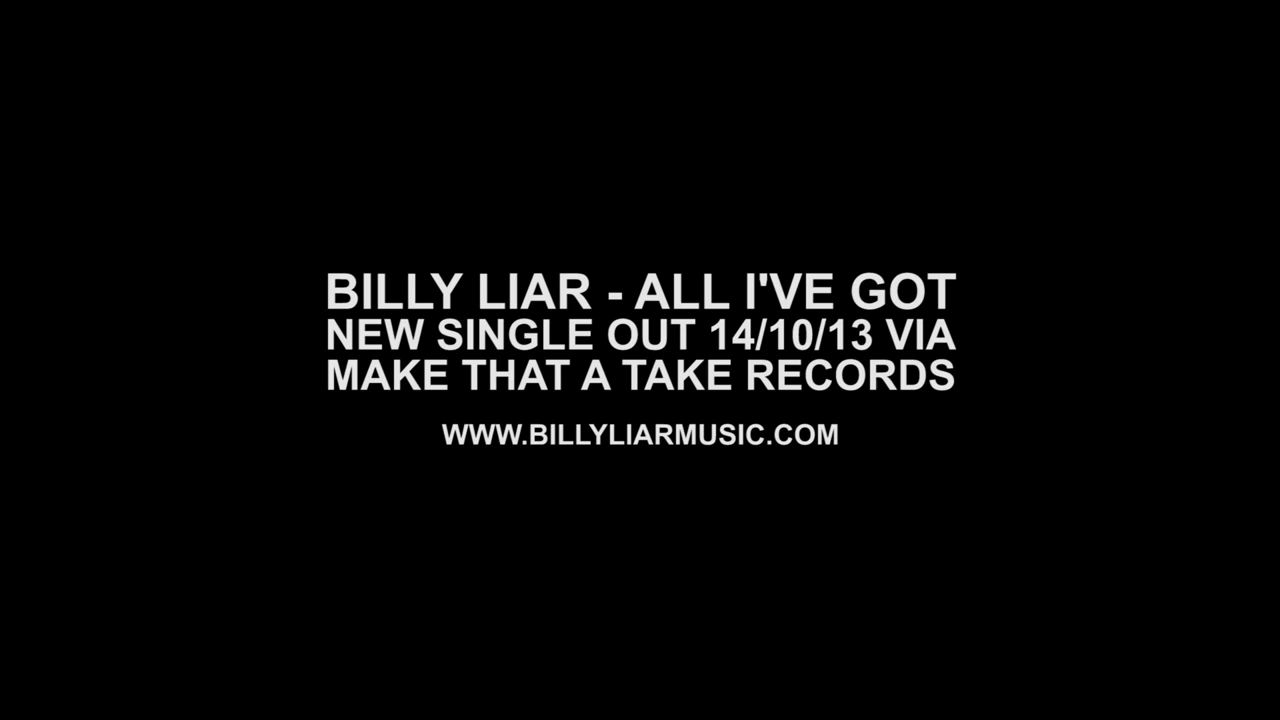 BILLY LIAR - ALL I'VE GOT
NEW SINGLE OUT 14/10/13 VIA
MAKE THAT A TAKE RECORDS
WWW.BILLYLIARMUSIC.COM